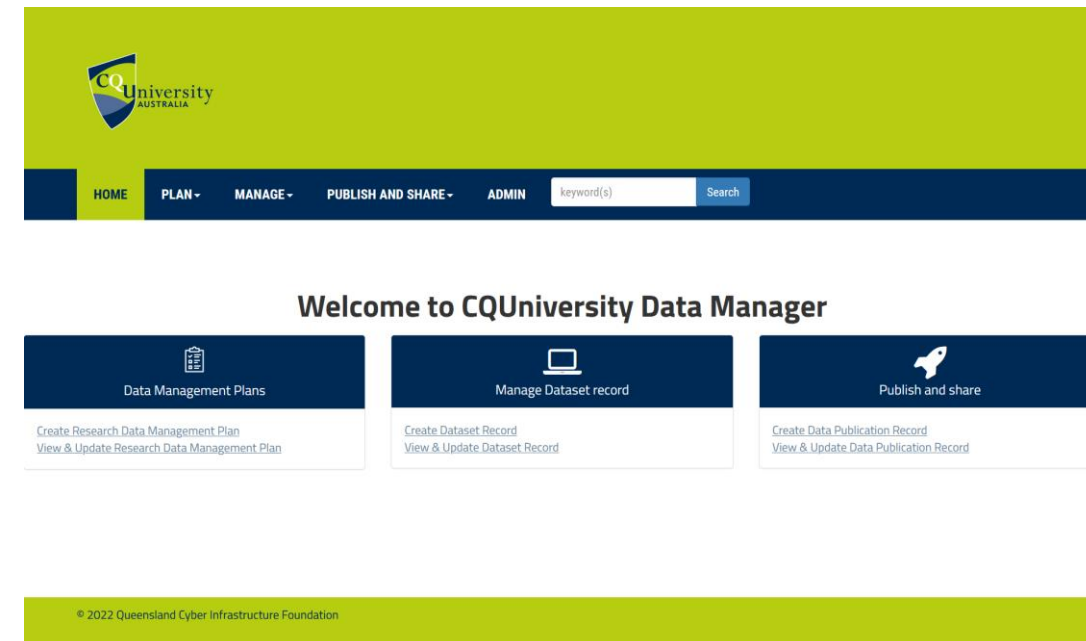 CQUniversity
AUSTRALIA
HOME PLAN MANAGE PUBLISH AND SHARE ADMIN keyword(s) Search
Welcome to CQUniversity Data Manager
Data Management Plans
Create Research Data Management Plan
View & Update Research Data Management Plan
Manage Dataset record
Create Dataset Record
View & Update Dataset Record
Publish and share
Create Data Publication Record
View & Update Data Publication Record
© 2022 Queensland Cyber Infrastructure Foundation